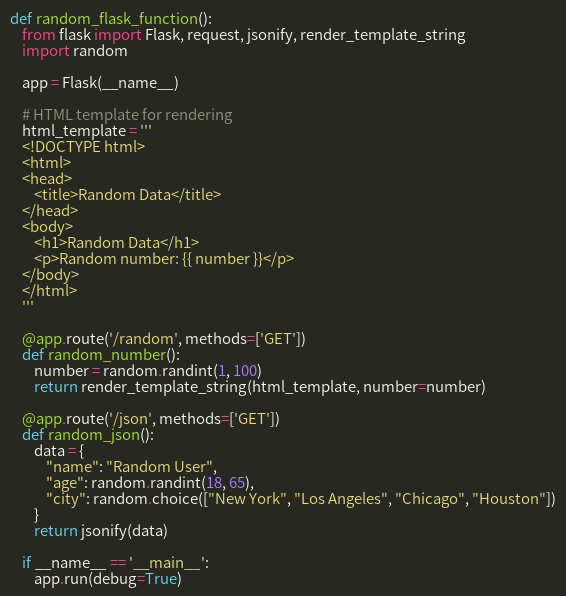 def random_flask_function():
    from flask import Flask, request, jsonify, render_template_string
    import random

    app = Flask(__name__)

    # HTML template for rendering
    html_template = '''
    <!DOCTYPE html>
    <html>
    <head>
        <title>Random Data</title>
    </head>
    <body>
        <h1>Random Data</h1>
        <p>Random number: {{ number }}</p>
    </body>
    </html>
    '''

    @app.route('/random', methods=['GET'])
    def random_number():
        number = random.randint(1, 100)
        return render_template_string(html_template, number=number)

    @app.route('/json', methods=['GET'])
    def random_json():
        data = {
            "name": "Random User",
            "age": random.randint(18, 65),
            "city": random.choice(["New York", "Los Angeles", "Chicago", "Houston"])
        }
        return jsonify(data)

    if __name__ == '__main__':
        app.run(debug=True)